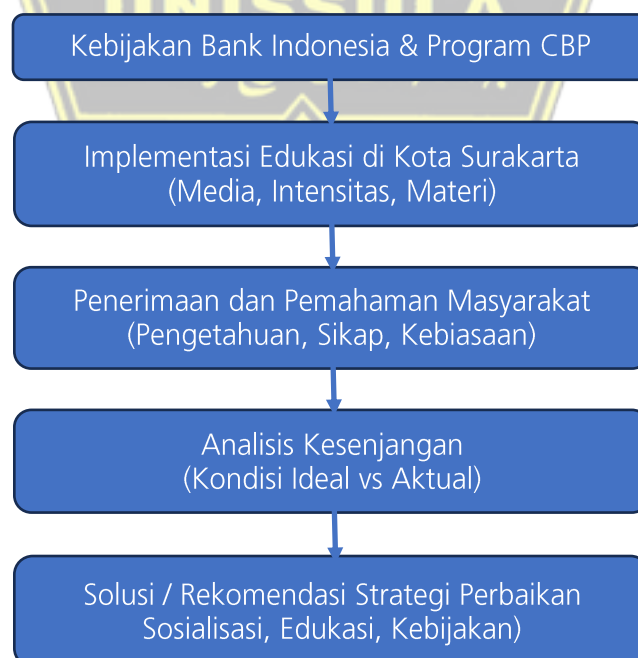 UNISSULA
Kebijakan Bank Indonesia & Program CBP
Implementasi Edukasi di Kota Surakarta
(Media, Intensitas, Materi)
Penerimaan dan Pemahaman Masyarakat
(Pengetahuan, Sikap, Kebiasaan)
Analisis Kesenjangan
(Kondisi Ideal vs Aktual)
Solusi / Rekomendasi Strategi Perbaikan
Sosialisasi, Edukasi, Kebijakan)